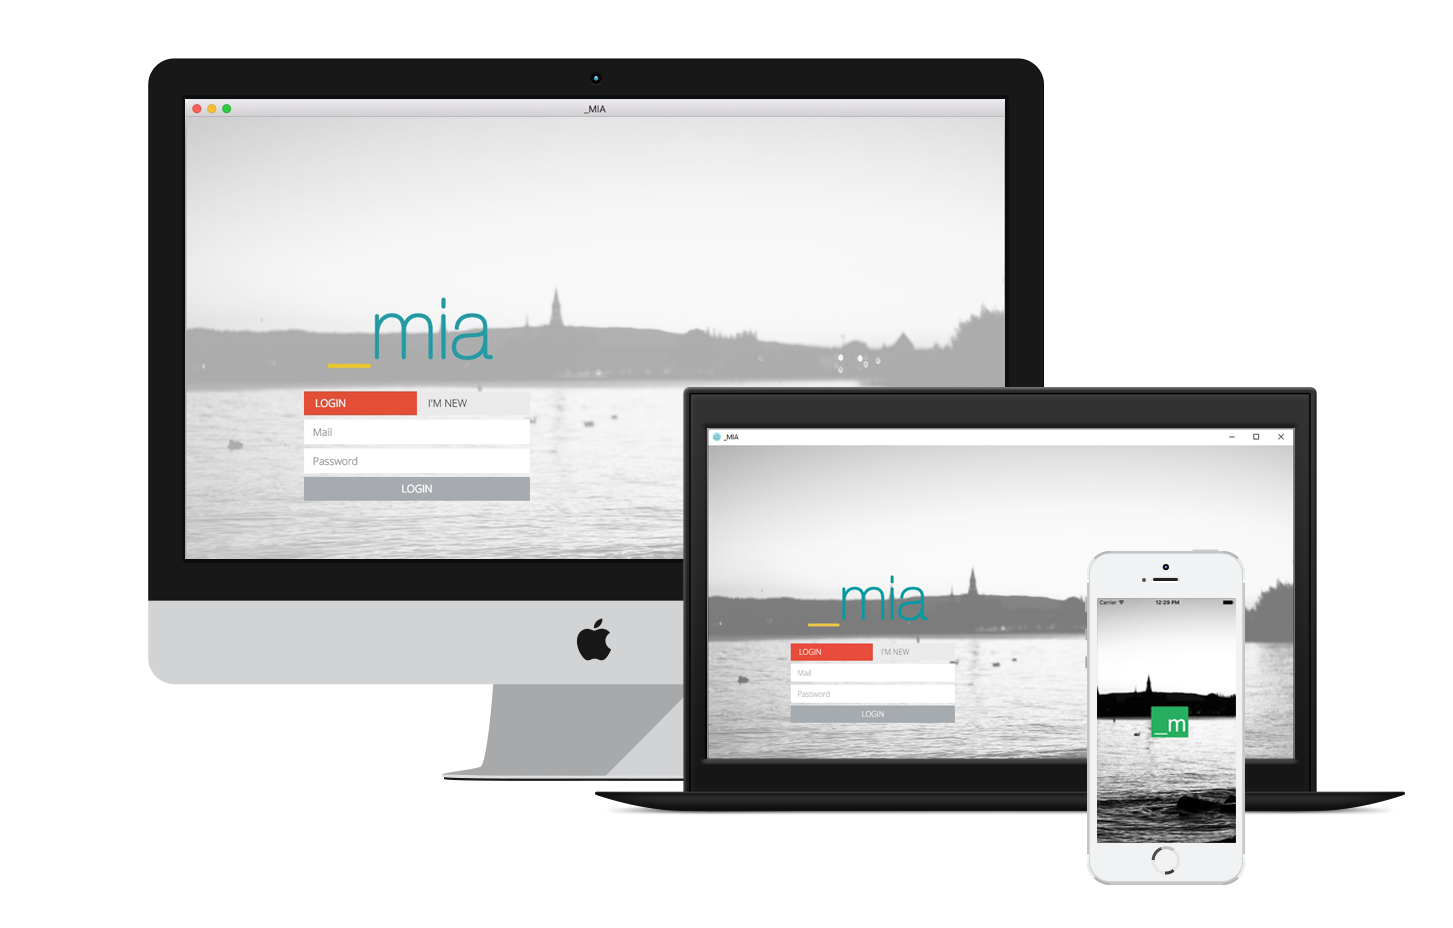 _MIA
_mia
LOGIN I'M NEW
Mail
Password
LOGIN
_MIA
_mia
LOGIN I'M NEW
Mail
Password
LOGIN
Carrier 12:29 PM
_m